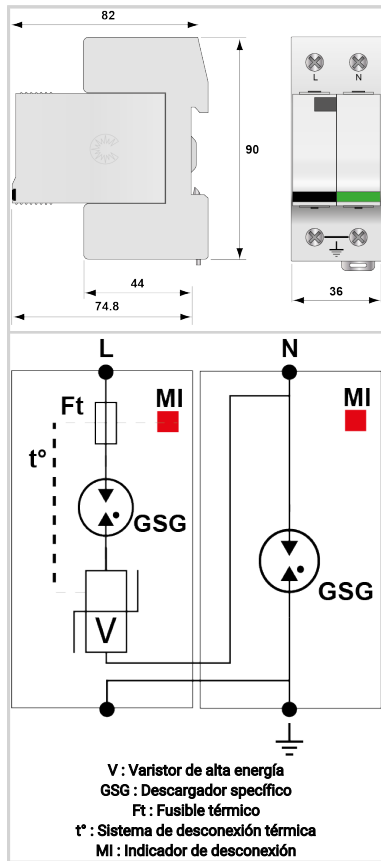 82
L N
90
44
74.8
36
L N
Ft MI MI
t°
GSG
GSG
V
V : Varistor de alta energía
GSG : Descargador specífico
Ft : Fusible térmico
t° : Sistema de desconexión térmica
MI : Indicador de desconexión